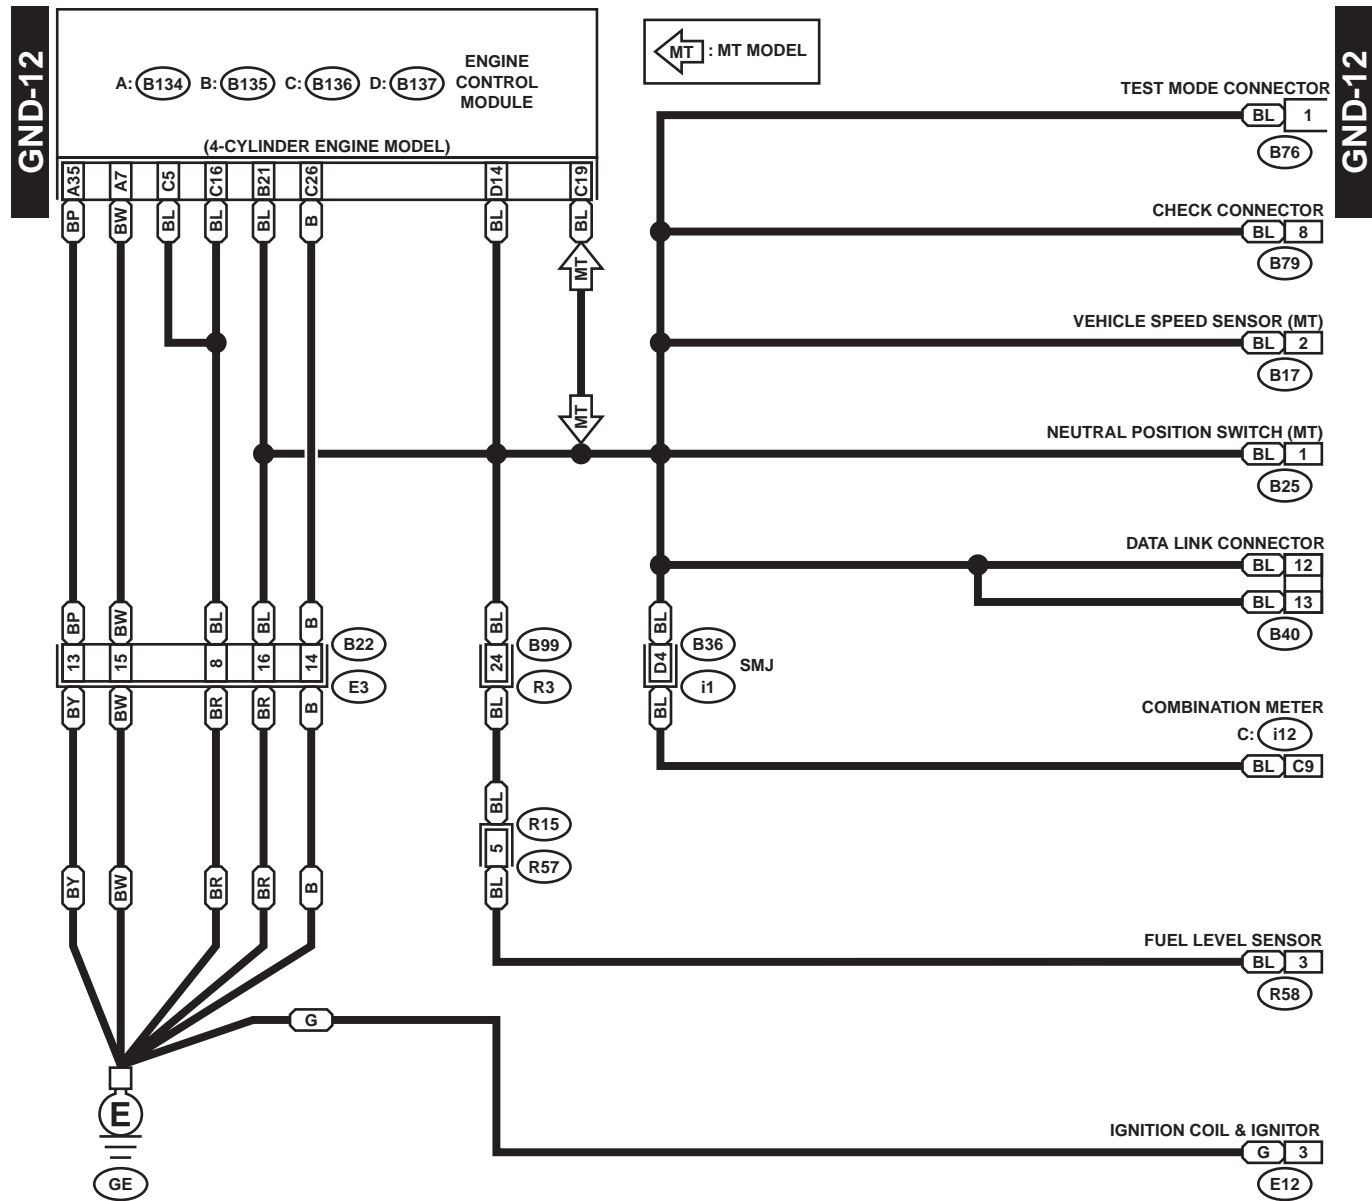 GND-12
GND-12
A: B134 B: B135 C: B136 D: B137
ENGINE
CONTROL
MODULE
(4-CYLINDER ENGINE MODEL)
MT : MT MODEL
A35 A7 C5 C16 B21 C26 D14 C19
BP BW BL BL BL B BL BL
MT
MT
TEST MODE CONNECTOR
BL 1
B76
CHECK CONNECTOR
BL 8
B79
VEHICLE SPEED SENSOR (MT)
BL 2
B17
NEUTRAL POSITION SWITCH (MT)
BL 1
B25
DATA LINK CONNECTOR
BL 12
BL 13
B40
BP BW BL BL B BL BL
13 15 8 16 14
B22
E3
24
B99
R3
D4
B36
i1
SMJ
BY BW BR BR B BL BL
COMBINATION METER
C: i12
BL C9
BL
5
R15
R57
BL
BY BW BR BR B
FUEL LEVEL SENSOR
BL 3
R58
G
E
GE
IGNITION COIL & IGNITOR
G 3
E12